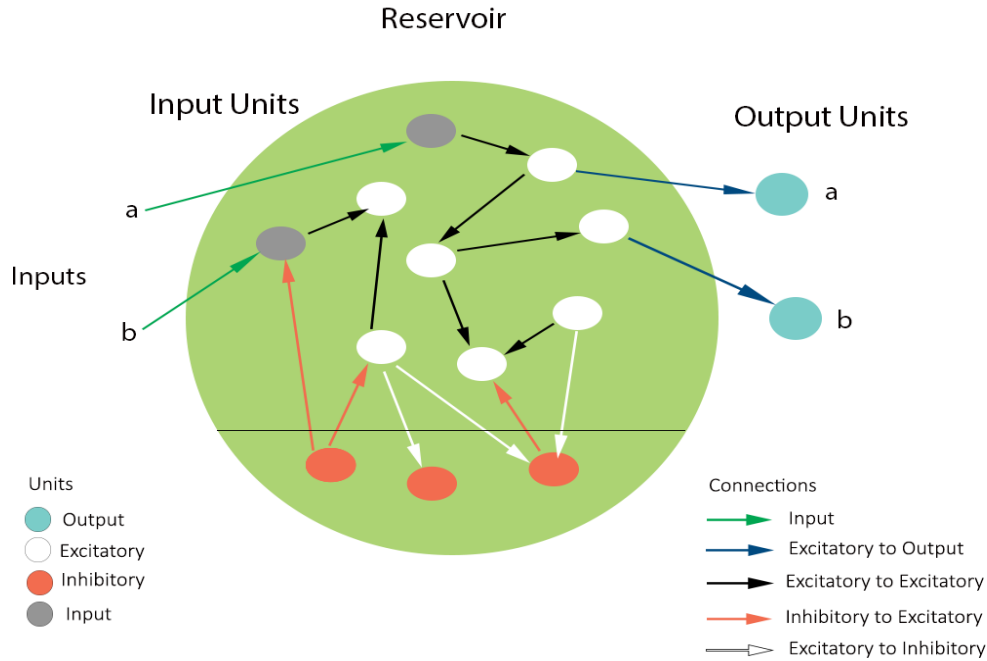 Reservoir
Input Units
Output Units
a
a
Inputs
b
b
Units
Output
Excitatory
Inhibitory
Input
Connections
Input
Excitatory to Output
Excitatory to Excitatory
Inhibitory to Excitatory
Excitatory to Inhibitory